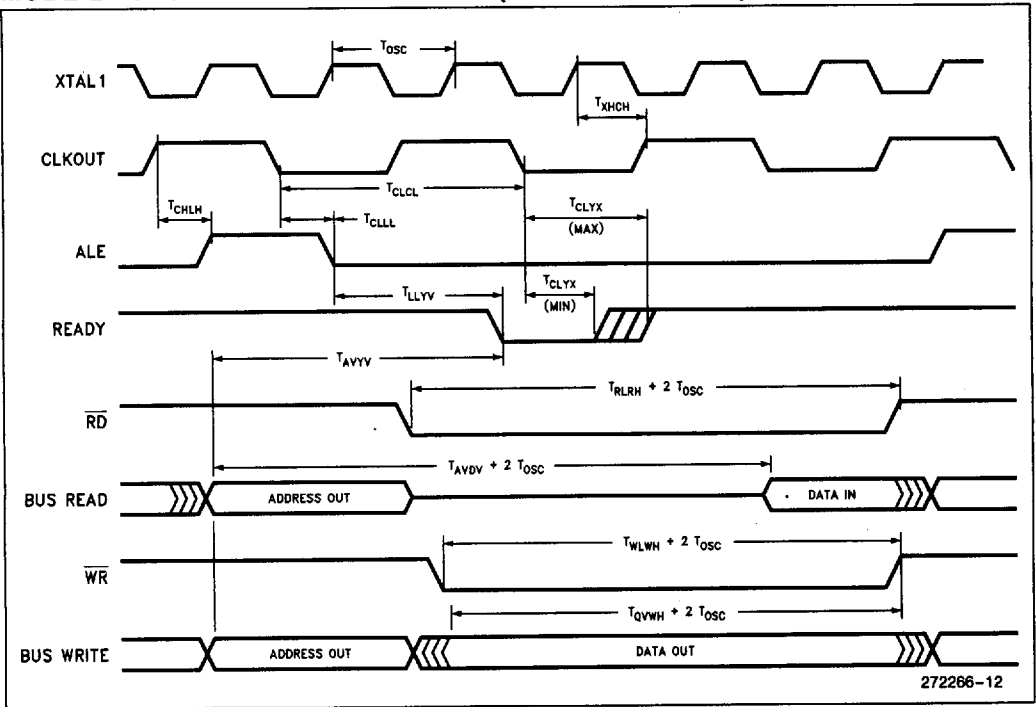 XTAL1
T_OSC
T_XHCH
CLKOUT
T_CLCL
T_CHLH
T_CLLL
T_CLYX
(MAX)
ALE
T_LLYV
T_CLYX
(MIN)
READY
T_AVYV
T_RLRH + 2 T_OSC
RD
T_AVDV + 2 T_OSC
BUS READ
ADDRESS OUT
DATA IN
T_WLWH + 2 T_OSC
WR
T_QVWH + 2 T_OSC
BUS WRITE
ADDRESS OUT
DATA OUT
272266-12